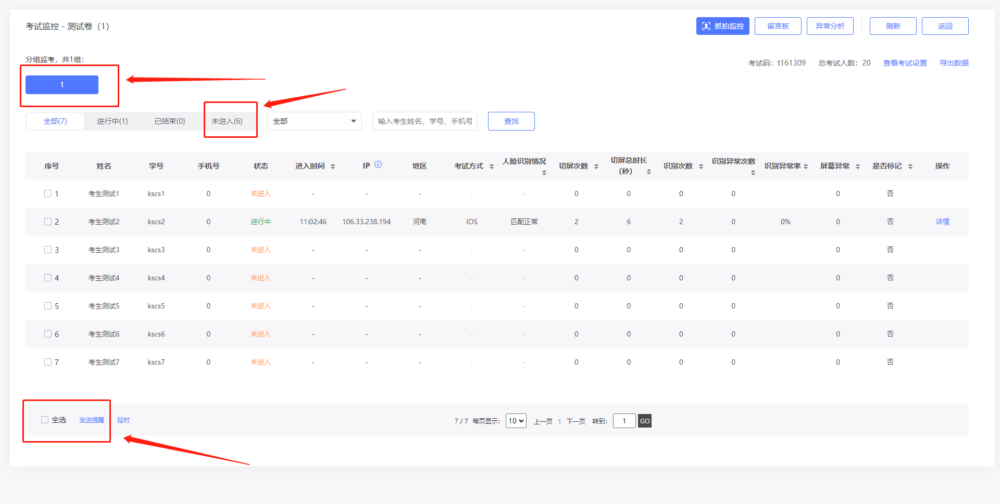 考试监控 - 测试卷（1） 抓拍监控 留言板 异常分析 刷新 返回
分组监考，共1组：
考试码：t161309 总考试人数：20 查看考试设置 导出数据
1
全部(7) 进行中(1) 已结束(0) 未进入(6) 全部 输入考生姓名、学号、手机号 查找
序号 姓名 学号 手机号 状态 进入时间 IP 地区 考试方式 人脸识别情况 切屏次数 切屏总时长（秒） 识别次数 识别异常次数 识别异常率 屏幕异常 是否标记 操作
1 考生测试1 kscs1 0 未进入 - - - - - 0 0 0 0 0 否
2 考生测试2 kscs2 0 进行中 11:02:46 106.33.238.194 河南 iOS 匹配正常 2 6 2 0 0% 0 否 详情
3 考生测试3 kscs3 0 未进入 - - - - - 0 0 0 0 0 否
4 考生测试4 kscs4 0 未进入 - - - - - 0 0 0 0 0 否
5 考生测试5 kscs5 0 未进入 - - - - - 0 0 0 0 0 否
6 考生测试6 kscs6 0 未进入 - - - - - 0 0 0 0 0 否
7 考生测试7 kscs7 0 未进入 - - - - - 0 0 0 0 0 否
全选 发送提醒 延时 7 / 7 每页显示： 10 上一页 1 下一页 转到： 1 GO